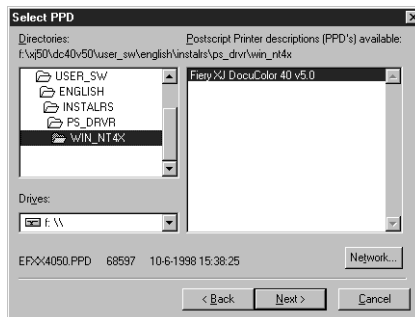 Select PPD
Directories:
f:\xj50\dc40v50\user_sw\english\instalrs\ps_drvr\win_nt4x
Postscript Printer descriptions (PPD's) available:
USER_SW
ENGLISH
INSTALRS
PS_DRVR
WIN_NT4X
Fiery XJ DocuColor 40 v5.0
Drives:
f: \\
EFXX4050.PPD 68597 10-6-1998 15:38:25
Network...
< Back
Next >
Cancel